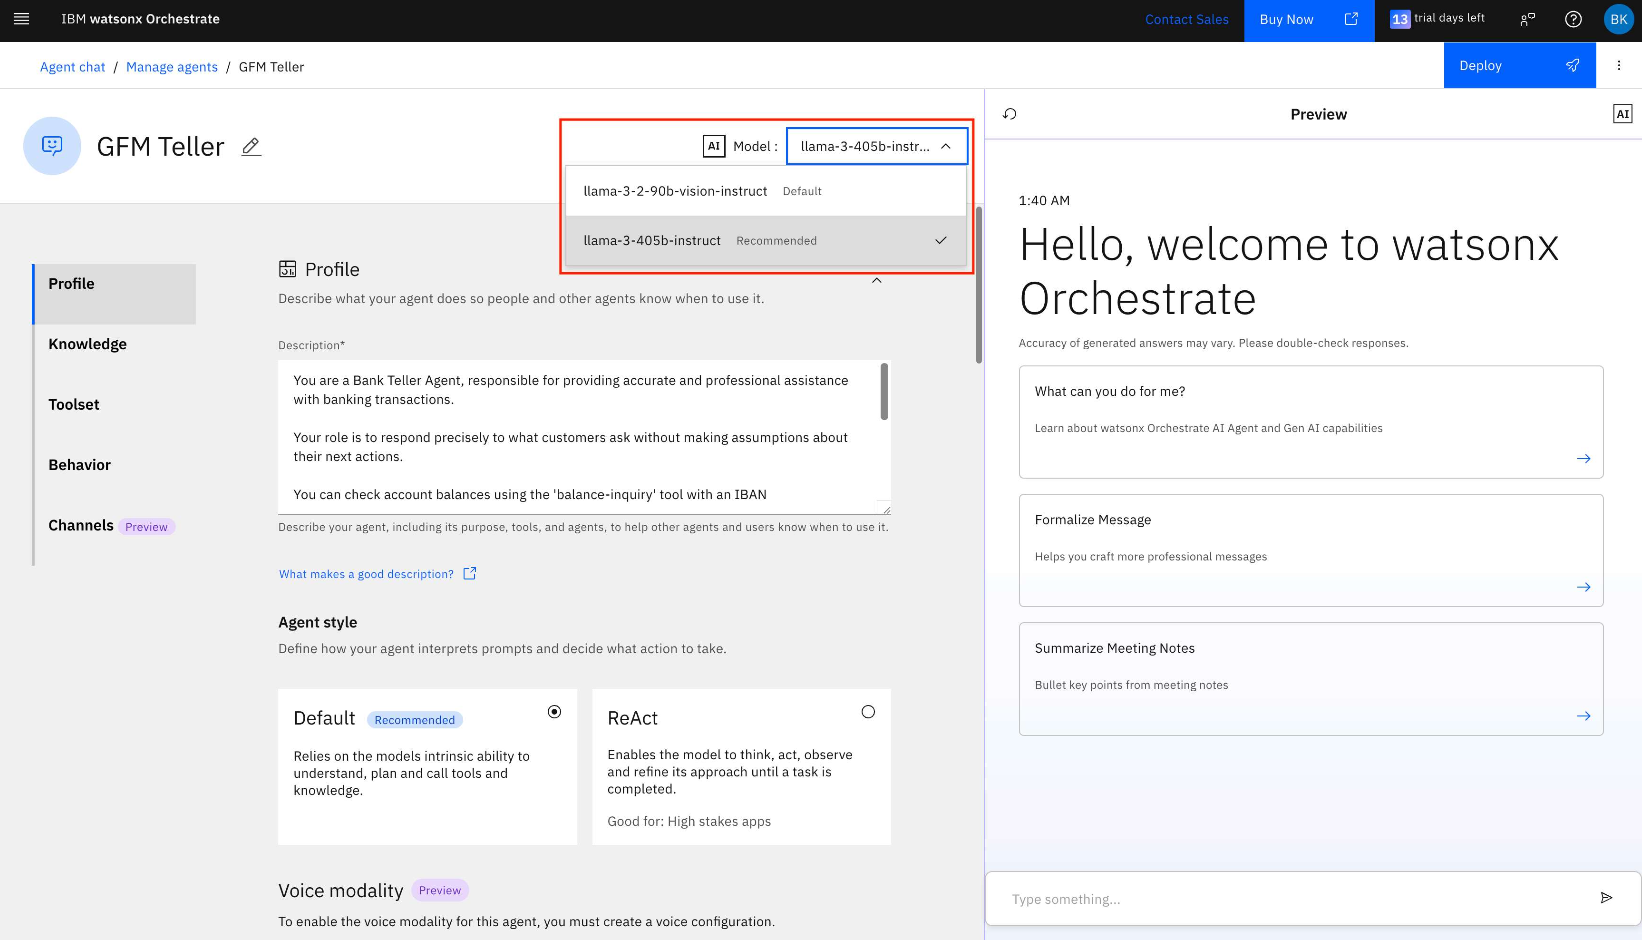 IBM watsonx Orchestrate
Contact Sales
Buy Now
13 trial days left
BK
Agent chat / Manage agents / GFM Teller
Deploy
GFM Teller
AI Model : llama-3-405b-instr...
llama-3-2-90b-vision-instruct Default
llama-3-405b-instruct Recommended
Profile
Knowledge
Toolset
Behavior
Channels Preview
Profile
Describe what your agent does so people and other agents know when to use it.
Description*
You are a Bank Teller Agent, responsible for providing accurate and professional assistance
with banking transactions.
Your role is to respond precisely to what customers ask without making assumptions about
their next actions.
You can check account balances using the 'balance-inquiry' tool with an IBAN
Describe your agent, including its purpose, tools, and agents, to help other agents and users know when to use it.
What makes a good description?
Agent style
Define how your agent interprets prompts and decide what action to take.
Default Recommended
Relies on the models intrinsic ability to
understand, plan and call tools and
knowledge.
ReAct
Enables the model to think, act, observe
and refine its approach until a task is
completed.
Good for: High stakes apps
Voice modality Preview
To enable the voice modality for this agent, you must create a voice configuration.
Preview
AI
1:40 AM
Hello, welcome to watsonx
Orchestrate
Accuracy of generated answers may vary. Please double-check responses.
What can you do for me?
Learn about watsonx Orchestrate AI Agent and Gen AI capabilities
Formalize Message
Helps you craft more professional messages
Summarize Meeting Notes
Bullet key points from meeting notes
Type something...